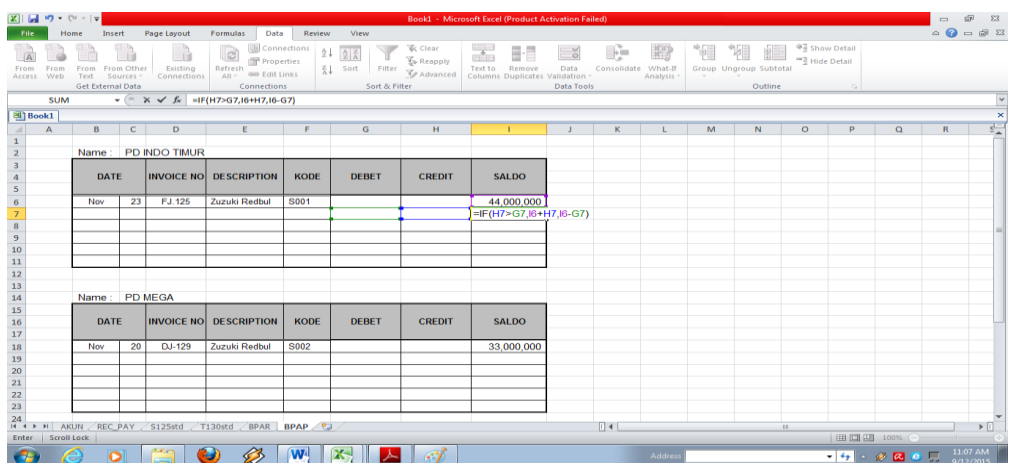 Book1 - Microsoft Excel (Product Activation Failed)
File Home Insert Page Layout Formulas Data Review View
From Access From Web From Text From Other Sources Existing Connections Refresh All Connections Properties Edit Links Sort Filter Clear Reapply Advanced Text to Columns Remove Duplicates Data Validation Consolidate What-If Analysis Group Ungroup Subtotal Show Detail Hide Detail
Get External Data Connections Sort & Filter Data Tools Outline
SUM fx =IF(H7>G7,I6+H7,I6-G7)
Book1
A B C D E F G H I J K L M N O P Q R S
1
2 Name : PD INDO TIMUR
3
4 DATE INVOICE NO DESCRIPTION KODE DEBET CREDIT SALDO
5
6 Nov 23 FJ.125 Zuzuki Redbul S001 44,000,000
7 =IF(H7>G7,I6+H7,I6-G7)
8
9
10
11
12
13
14 Name : PD MEGA
15
16 DATE INVOICE NO DESCRIPTION KODE DEBET CREDIT SALDO
17
18 Nov 20 DJ-129 Zuzuki Redbul S002 33,000,000
19
20
21
22
23
24
AKUN REC_PAY S125std T130std BPAR BPAP
Enter Scroll Lock 100%
Address 11:07 AM
9/12/2015